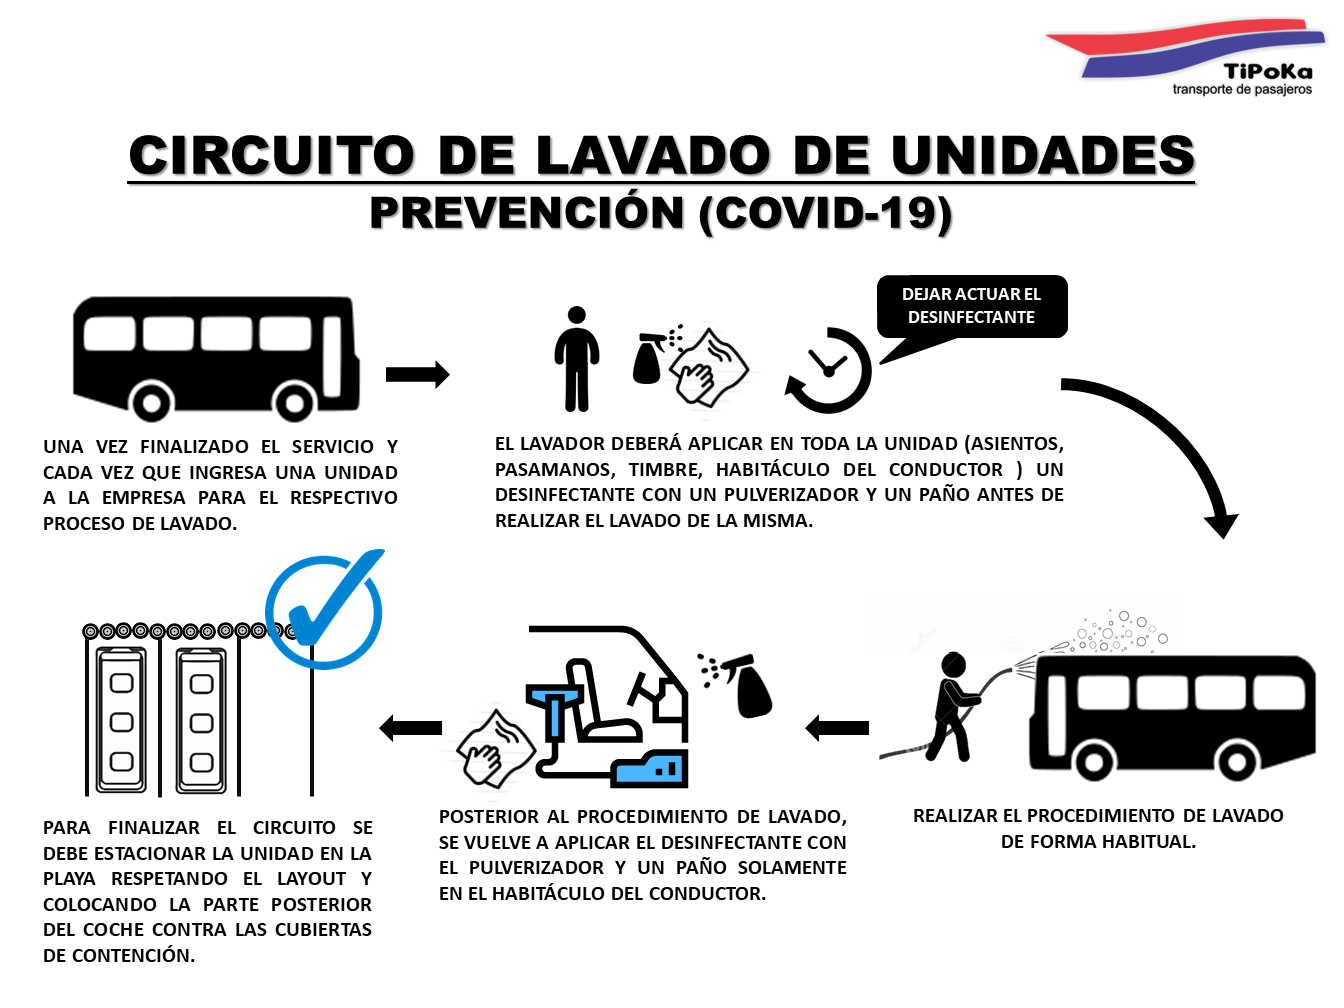 TiPoKa
transporte de pasajeros
CIRCUITO DE LAVADO DE UNIDADES
PREVENCIÓN (COVID-19)
DEJAR ACTUAR EL
DESINFECTANTE
UNA VEZ FINALIZADO EL SERVICIO Y
CADA VEZ QUE INGRESA UNA UNIDAD
A LA EMPRESA PARA EL RESPECTIVO
PROCESO DE LAVADO.
EL LAVADOR DEBERÁ APLICAR EN TODA LA UNIDAD (ASIENTOS,
PASAMANOS, TIMBRE, HABITÁCULO DEL CONDUCTOR ) UN
DESINFECTANTE CON UN PULVERIZADOR Y UN PAÑO ANTES DE
REALIZAR EL LAVADO DE LA MISMA.
REALIZAR EL PROCEDIMIENTO DE LAVADO
DE FORMA HABITUAL.
POSTERIOR AL PROCEDIMIENTO DE LAVADO,
SE VUELVE A APLICAR EL DESINFECTANTE CON
EL PULVERIZADOR Y UN PAÑO SOLAMENTE
EN EL HABITÁCULO DEL CONDUCTOR.
PARA FINALIZAR EL CIRCUITO SE
DEBE ESTACIONAR LA UNIDAD EN LA
PLAYA RESPETANDO EL LAYOUT Y
COLOCANDO LA PARTE POSTERIOR
DEL COCHE CONTRA LAS CUBIERTAS
DE CONTENCIÓN.